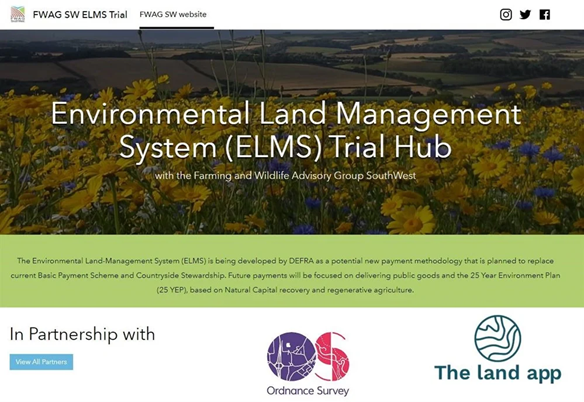 FWAG SW ELMS Trial
FWAG SW website
Environmental Land Management
System (ELMS) Trial Hub
with the Farming and Wildlife Advisory Group SouthWest
The Environmental Land-Management System (ELMS) is being developed by DEFRA as a potential new payment methodology that is planned to replace
current Basic Payment Scheme and Countryside Stewardship. Future payments will be focused on delivering public goods and the 25 Year Environment Plan
(25 YEP), based on Natural Capital recovery and regenerative agriculture.
In Partnership with
View All Partners
OS
Ordnance Survey
The land app